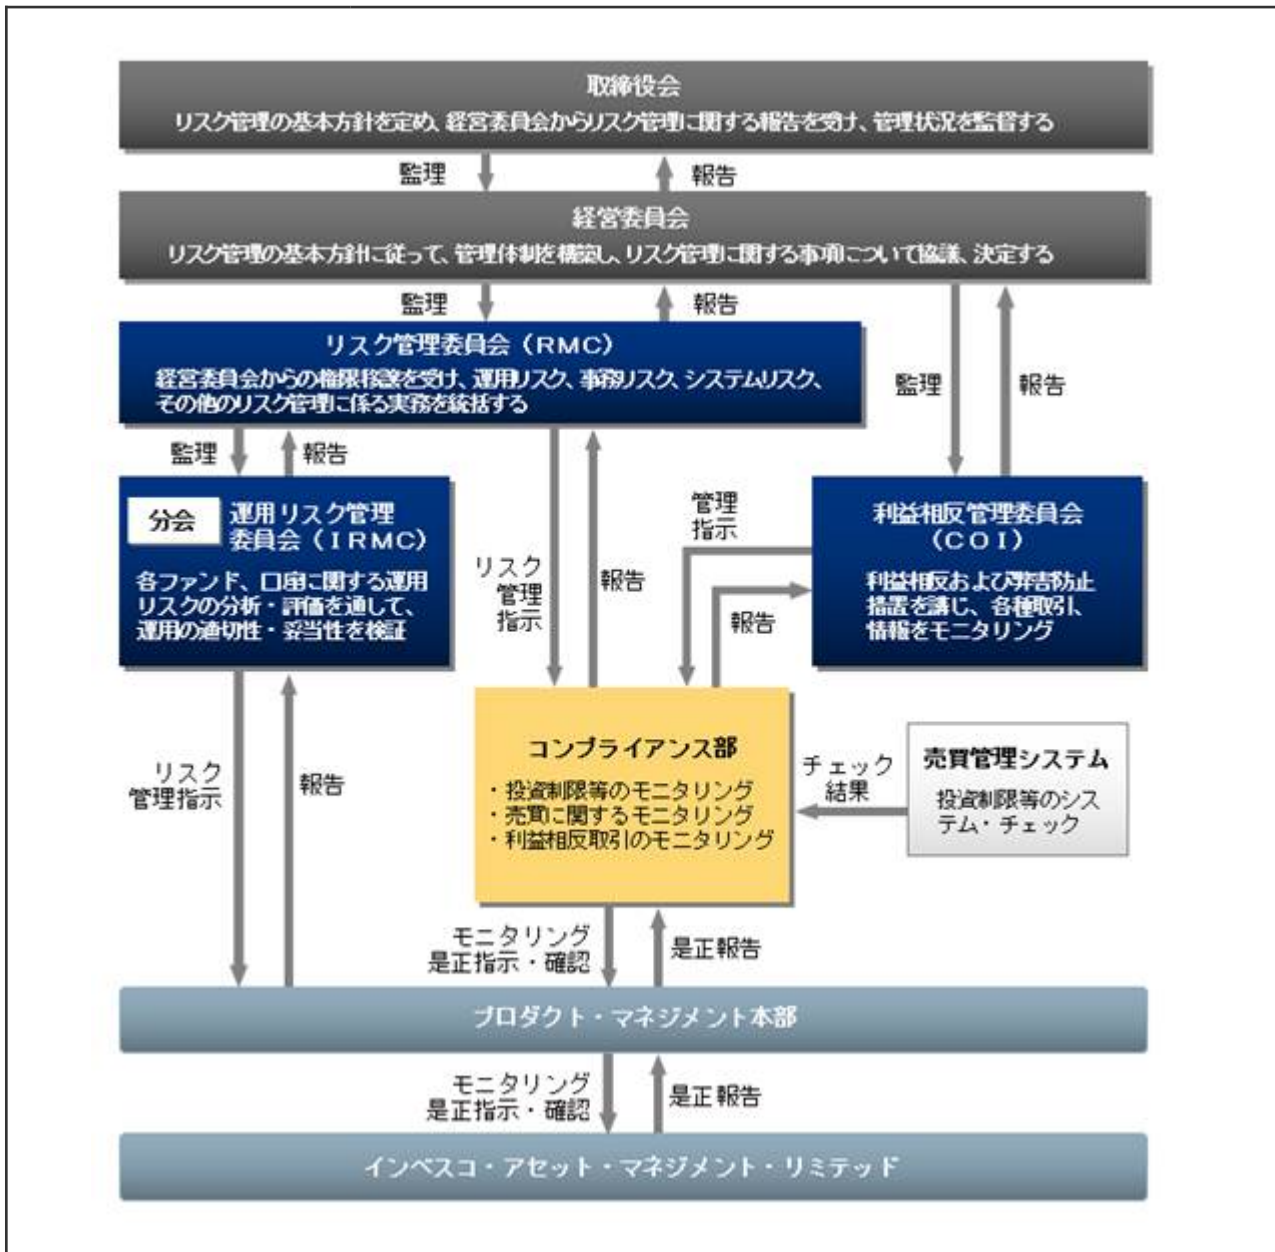 取締役会
リスク管理の基本方針を定め、経営委員会からリスク管理に関する報告を受け、管理状況を監督する
監理
報告
経営委員会
リスク管理の基本方針に従って、管理体制を構築し、リスク管理に関する事項について協議、決定する
監理
報告
リスク管理委員会（RMC）
経営委員会からの権限移譲を受け、運用リスク、事務リスク、システムリスク、
その他のリスク管理に係る実務を統括する
監理
報告
監理
報告
分会
運用リスク管理
委員会（ＩＲＭＣ）
各ファンド、口座に関する運用
リスクの分析・評価を通して、
運用の適切性・妥当性を検証
リスク
管理
指示
報告
管理
指示
報告
利益相反管理委員会
（ＣＯＩ）
利益相反および弊害防止
措置を講じ、各種取引、
情報をモニタリング
リスク
管理指示
報告
コンプライアンス部
・投資制限等のモニタリング
・売買に関するモニタリング
・利益相反取引のモニタリング
チェック
結果
売買管理システム
投資制限等のシス
テム・チェック
モニタリング
是正指示・確認
是正報告
プロダクト・マネジメント本部
モニタリング
是正指示・確認
是正報告
インベスコ・アセット・マネジメント・リミテッド